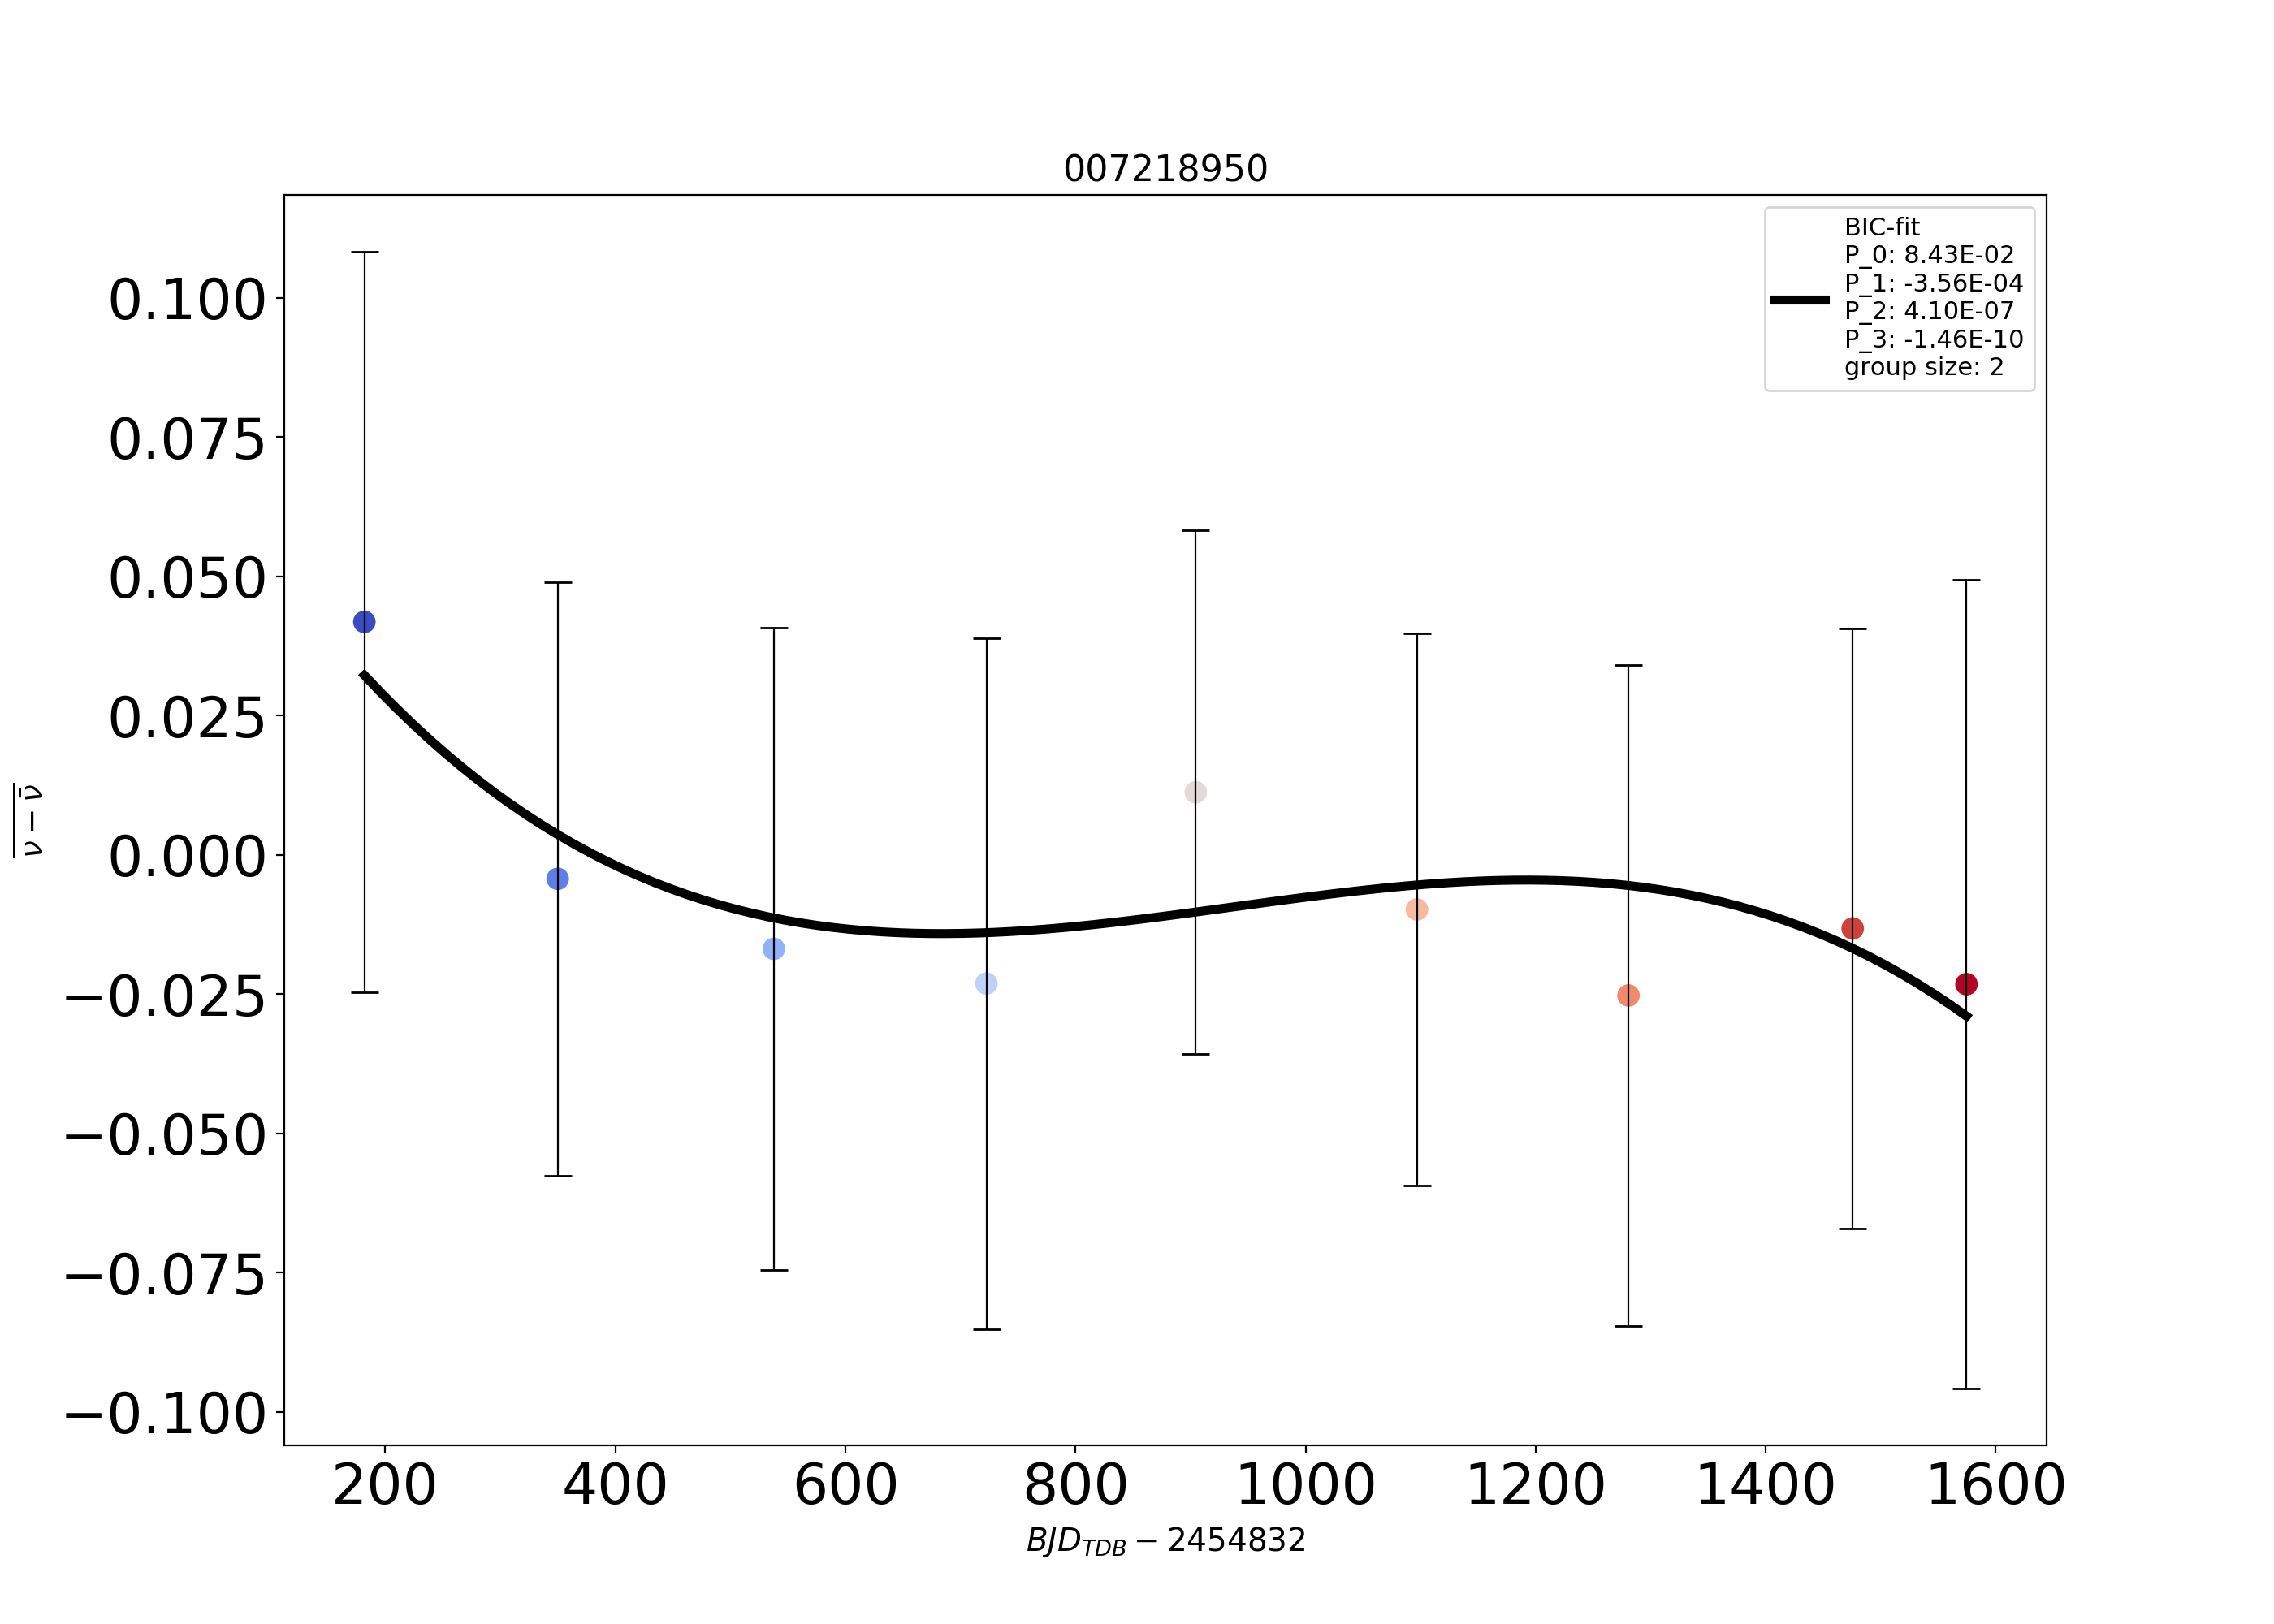 007218950
BIC-fit
P_0: 8.43E-02
P_1: -3.56E-04
P_2: 4.10E-07
P_3: -1.46E-10
group size: 2
0.100
0.075
0.050
0.025
0.000
−0.025
−0.050
−0.075
−0.100
ν − ν̄
200 400 600 800 1000 1200 1400 1600
BJD_TDB − 2454832